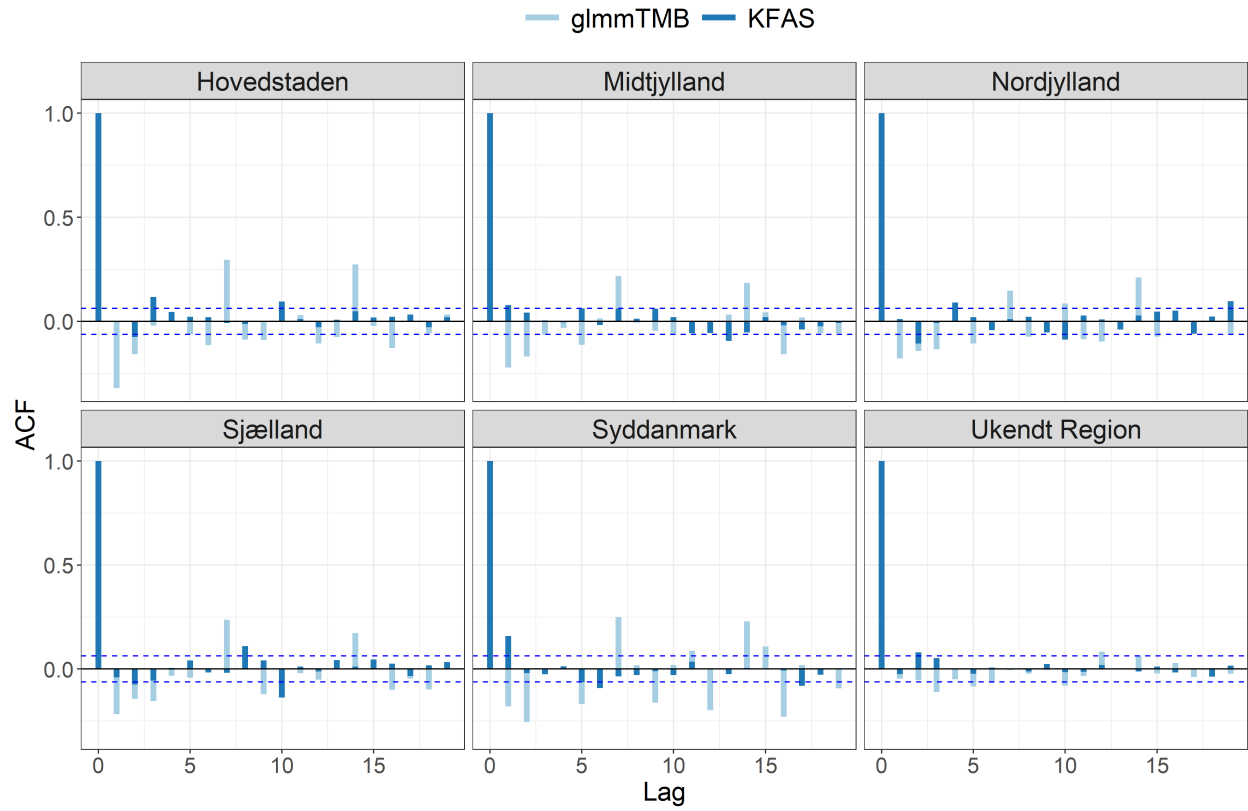 glmmTMB KFAS
Hovedstaden Midtjylland Nordjylland
1.0
0.5
0.0
Sjælland Syddanmark Ukendt Region
1.0
0.5
0.0
ACF
0 5 10 15 0 5 10 15 0 5 10 15
Lag